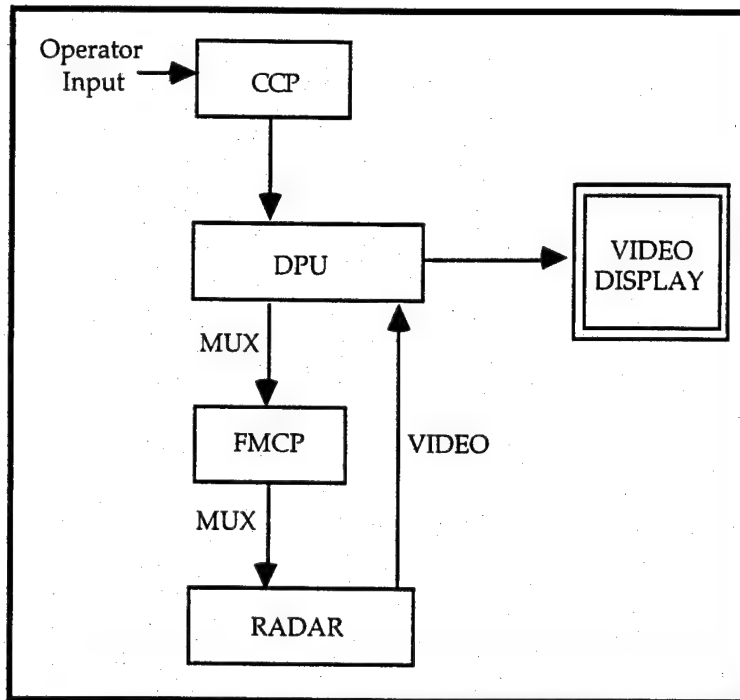 Operator
Input
CCP
DPU
VIDEO
DISPLAY
MUX
FMCP
VIDEO
MUX
RADAR